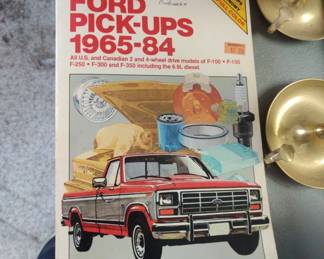 FORD
PICK-UPS
1965-84
All U.S. and Canadian 2 and 4-wheel drive models of F-100 • F-150
F-250 • F-300 and F-350 including the 6.9L diesel